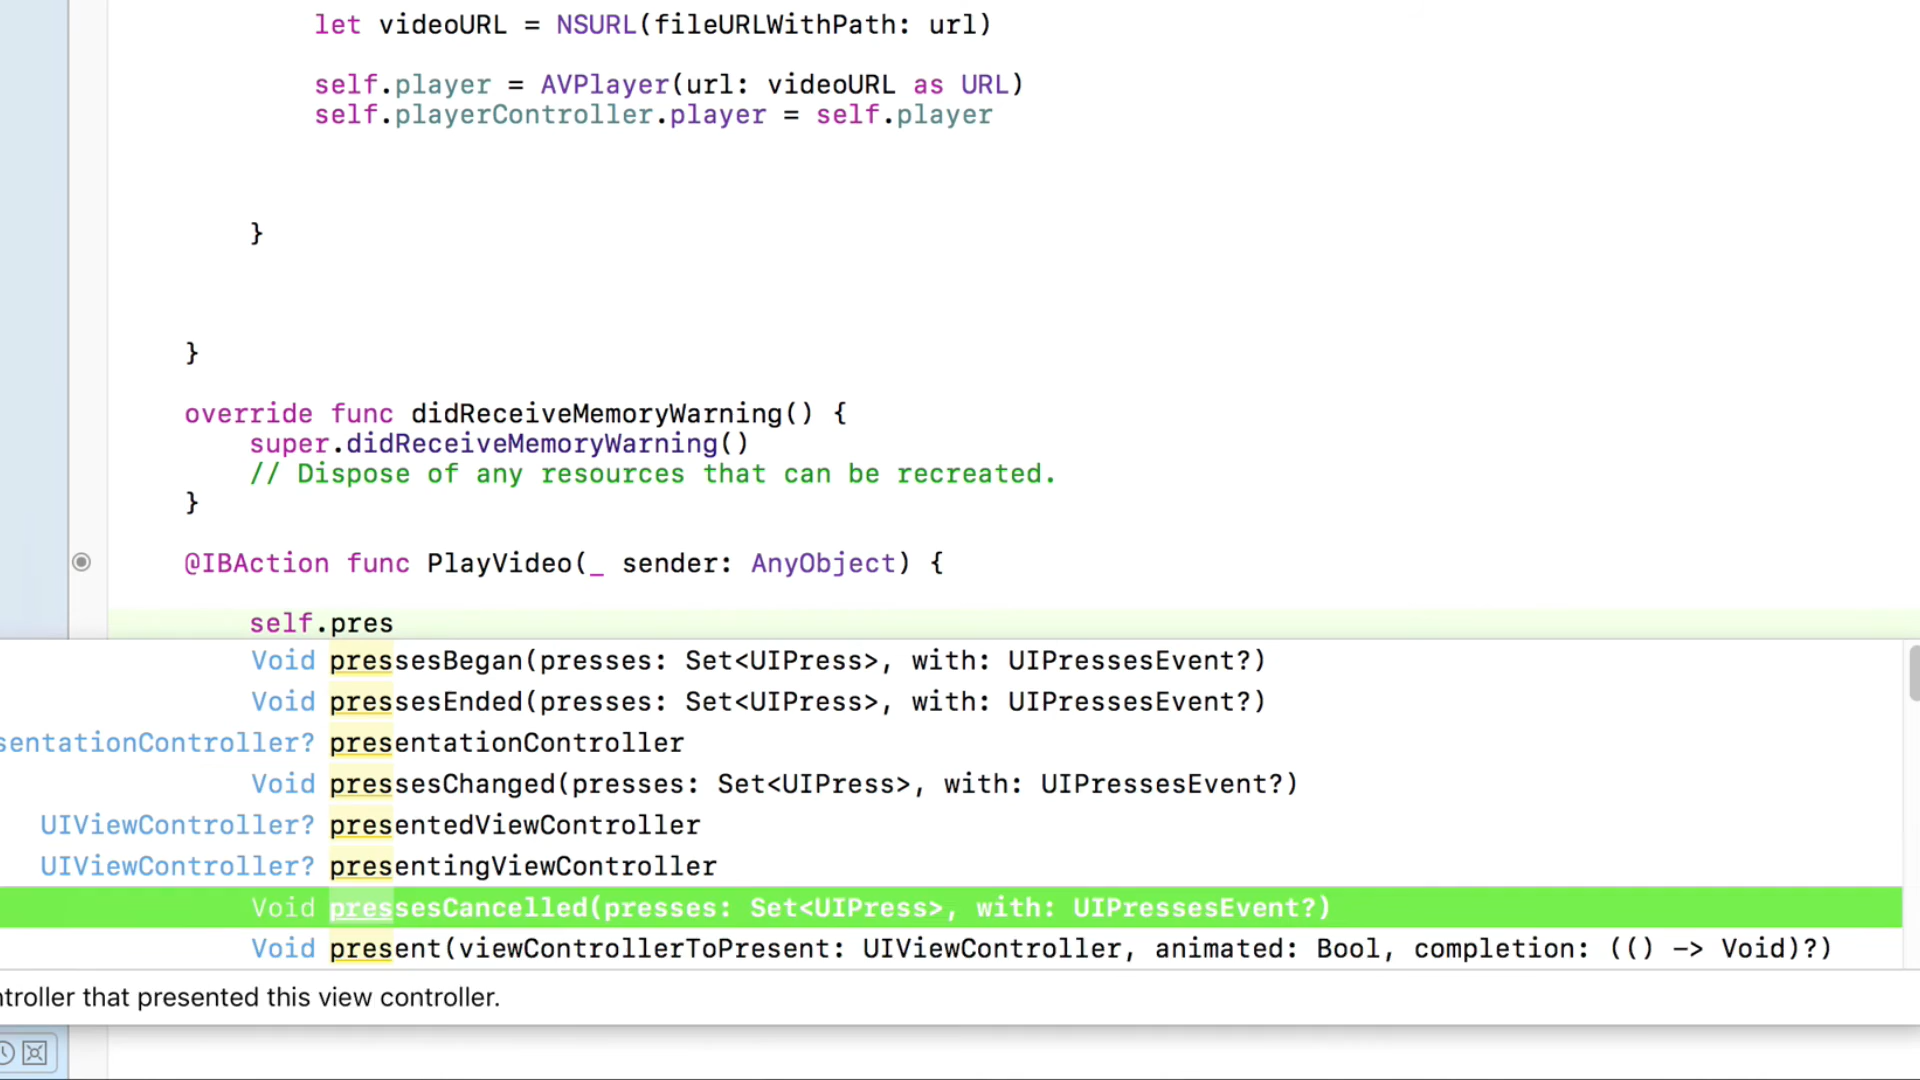 let videoURL = NSURL(fileURLWithPath: url)
self.player = AVPlayer(url: videoURL as URL)
self.playerController.player = self.player
}
}
override func didReceiveMemoryWarning() {
super.didReceiveMemoryWarning()
// Dispose of any resources that can be recreated.
}
@IBAction func PlayVideo(_ sender: AnyObject) {
self.pres
Void pressesBegan(presses: Set<UIPress>, with: UIPressesEvent?)
Void pressesEnded(presses: Set<UIPress>, with: UIPressesEvent?)
sentationController? presentationController
Void pressesChanged(presses: Set<UIPress>, with: UIPressesEvent?)
UIViewController? presentedViewController
UIViewController? presentingViewController
Void pressesCancelled(presses: Set<UIPress>, with: UIPressesEvent?)
Void present(viewControllerToPresent: UIViewController, animated: Bool, completion: (() -> Void)?)
ntroller that presented this view controller.